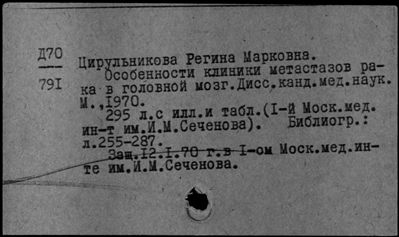 Д70
791
Цирульникова Регина Марковна.
Особенности клиники метастазов ра-
ка в головной мозг.Дисс.канд.мед.наук.
М.,1970.
295 л.с илл.и табл.(I-й Моск.мед.
ин-т им.И.М.Сеченова). Библиогр.:
л.255-287.
Защ.12.I.70 г.в I-ом Моск.мед.ин-
те им.И.М.Сеченова.